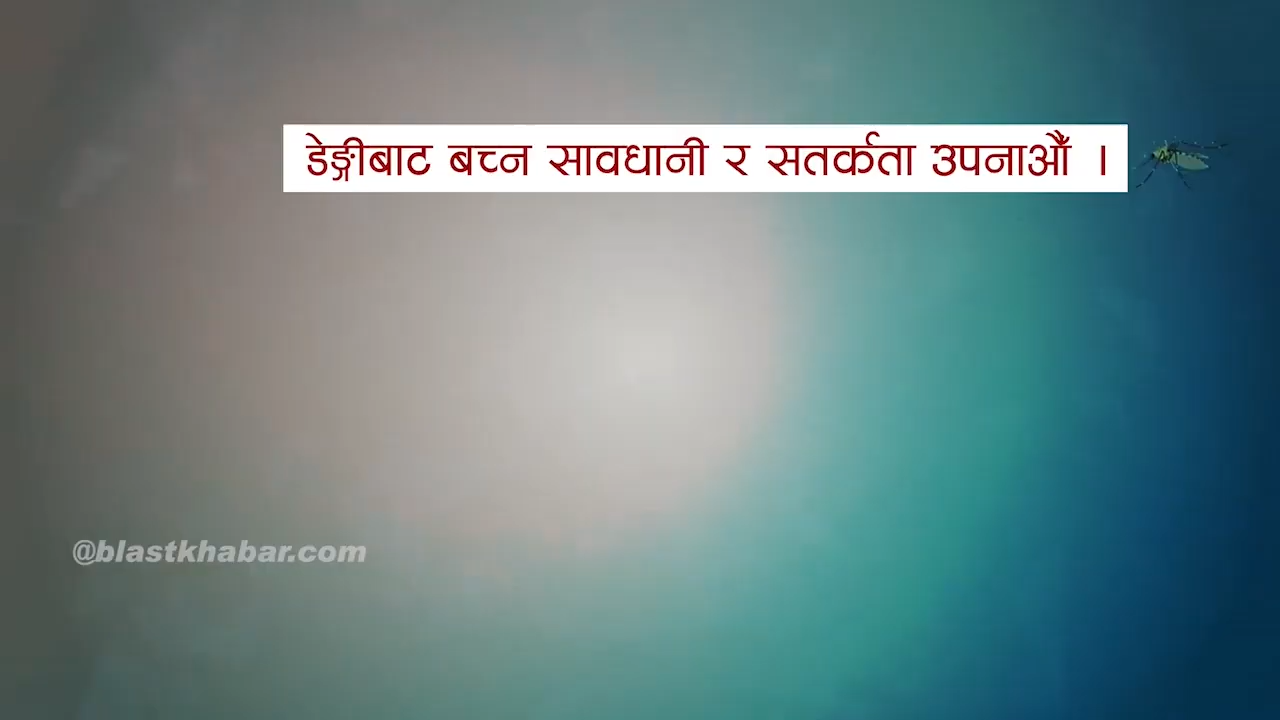 डेङ्गीबाट बच्न सावधानी र सतर्कता उपनाऔँ ।
@blastkhabar.com